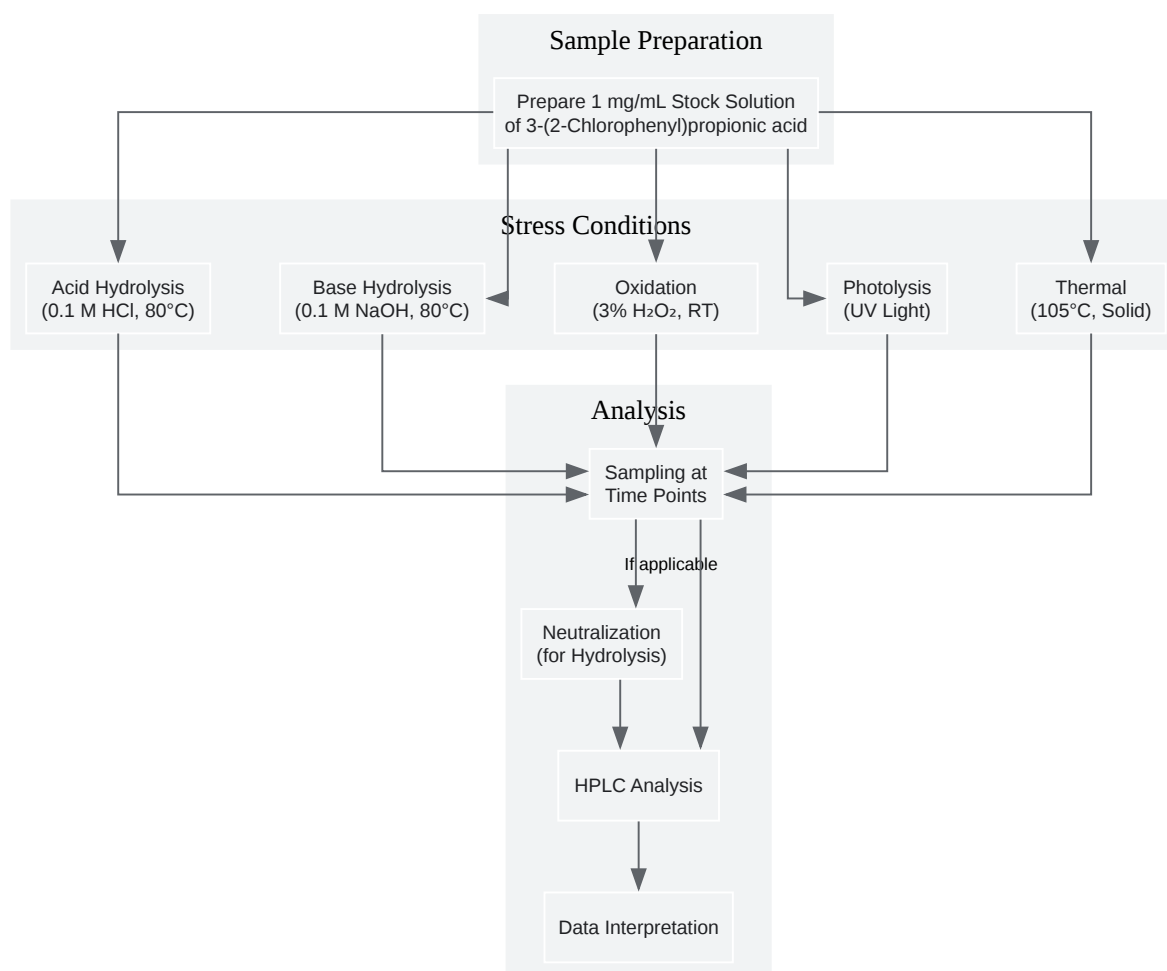 Sample Preparation
Prepare 1 mg/mL Stock Solution
of 3-(2-Chlorophenyl)propionic acid
Stress Conditions
Acid Hydrolysis
(0.1 M HCl, 80°C)
Base Hydrolysis
(0.1 M NaOH, 80°C)
Oxidation
(3% H₂O₂, RT)
Photolysis
(UV Light)
Thermal
(105°C, Solid)
Analysis
Sampling at
Time Points
If applicable
Neutralization
(for Hydrolysis)
HPLC Analysis
Data Interpretation